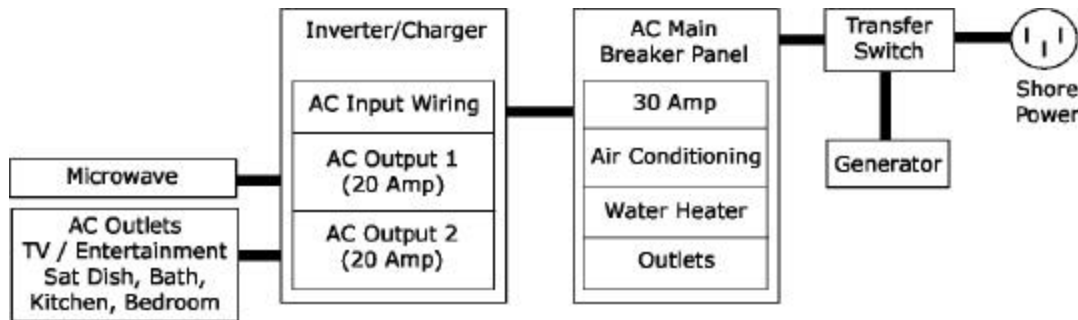 Inverter/Charger
AC Input Wiring
AC Output 1
(20 Amp)
AC Output 2
(20 Amp)
Microwave
AC Outlets
TV / Entertainment
Sat Dish, Bath,
Kitchen, Bedroom
AC Main
Breaker Panel
30 Amp
Air Conditioning
Water Heater
Outlets
Transfer
Switch
Generator
Shore
Power